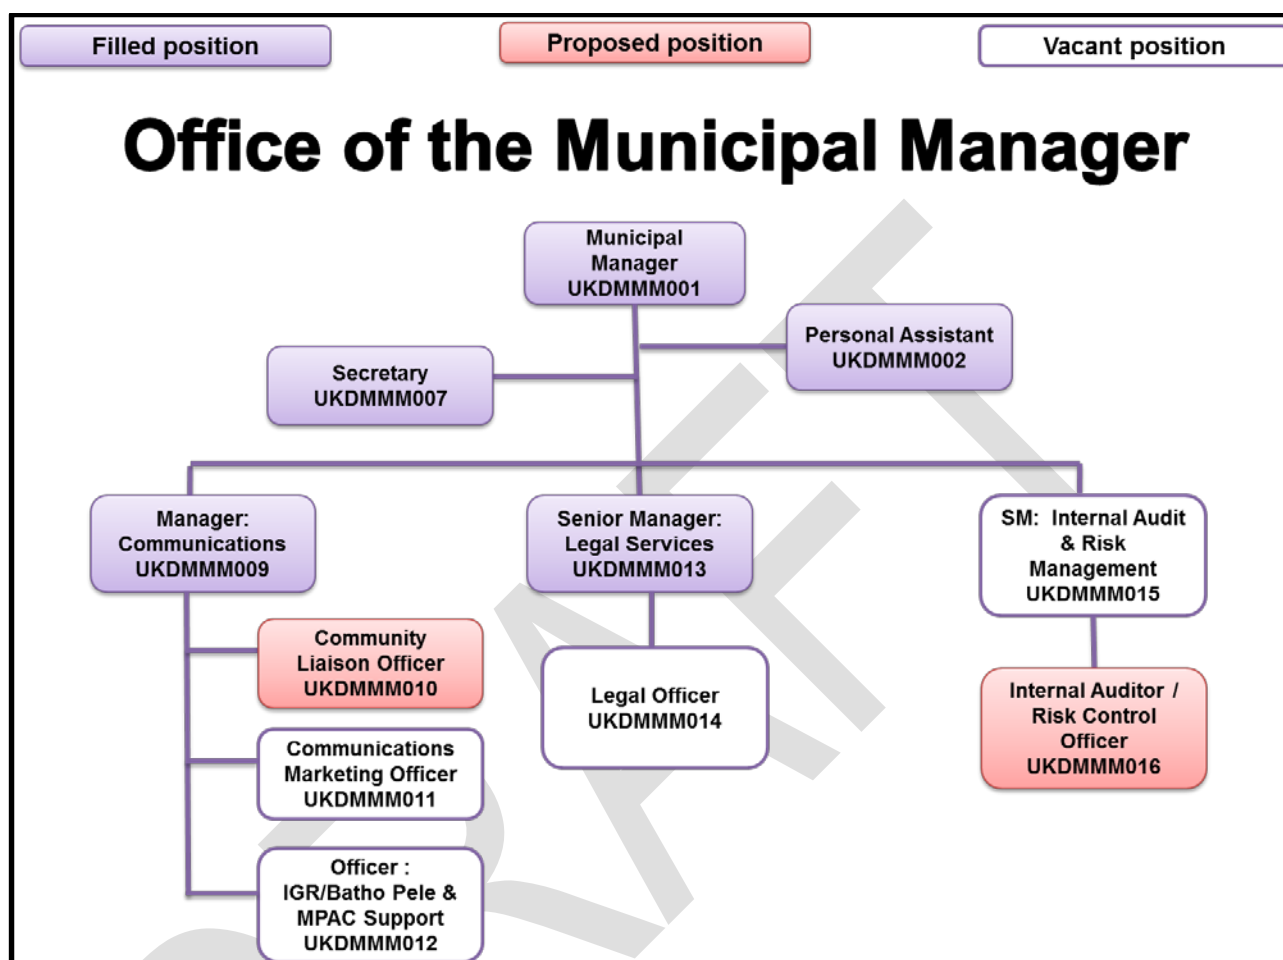 Filled position
Proposed position
Vacant position
Office of the Municipal Manager
Municipal
Manager
UKDMMM001
Personal Assistant
UKDMMM002
Secretary
UKDMMM007
Manager:
Communications
UKDMMM009
Senior Manager:
Legal Services
UKDMMM013
SM: Internal Audit
& Risk
Management
UKDMMM015
Community
Liaison Officer
UKDMMM010
Legal Officer
UKDMMM014
Internal Auditor /
Risk Control
Officer
UKDMMM016
Communications
Marketing Officer
UKDMMM011
Officer :
IGR/Batho Pele &
MPAC Support
UKDMMM012
DRAFT